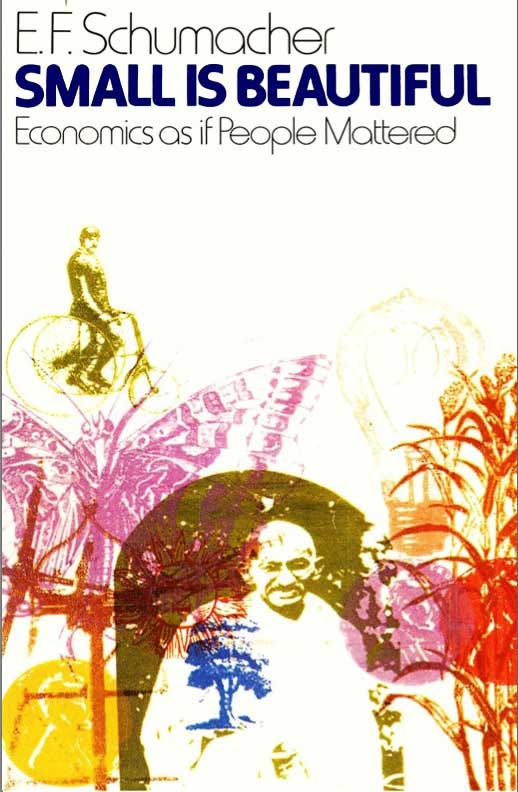 E.F. Schumacher
SMALL IS BEAUTIFUL
Economics as if People Mattered